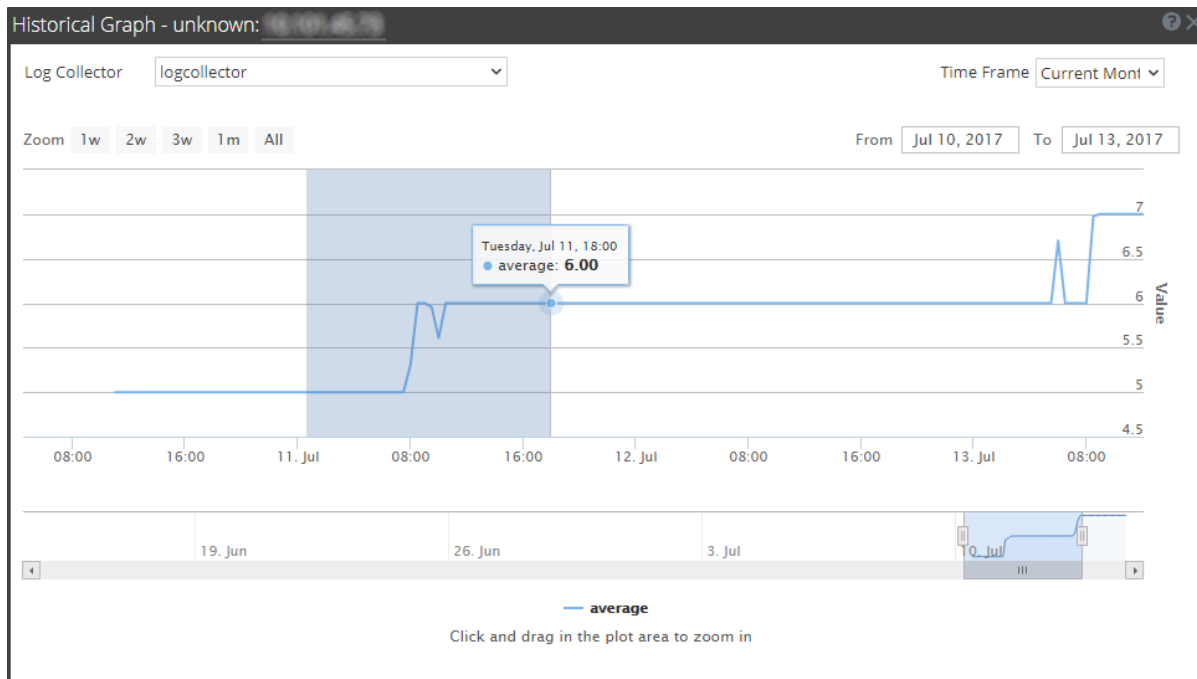 Historical Graph - unknown:
Log Collector logcollector Time Frame Current Mont
Zoom 1w 2w 3w 1m All From Jul 10, 2017 To Jul 13, 2017
7
6.5
6
5.5
5
4.5
Value
Tuesday, Jul 11, 18:00
average: 6.00
08:00 16:00 11. Jul 08:00 16:00 12. Jul 08:00 16:00 13. Jul 08:00
19. Jun 26. Jun 3. Jul 10. Jul
average
Click and drag in the plot area to zoom in